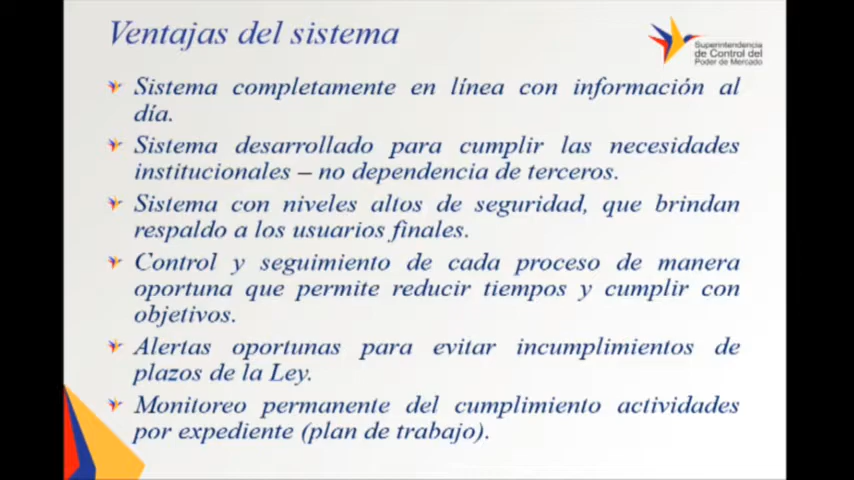 Ventajas del sistema
Superintendencia
de Control del
Poder de Mercado
Sistema completamente en línea con información al
día.
Sistema desarrollado para cumplir las necesidades
institucionales – no dependencia de terceros.
Sistema con niveles altos de seguridad, que brindan
respaldo a los usuarios finales.
Control y seguimiento de cada proceso de manera
oportuna que permite reducir tiempos y cumplir con
objetivos.
Alertas oportunas para evitar incumplimientos de
plazos de la Ley.
Monitoreo permanente del cumplimiento actividades
por expediente (plan de trabajo).